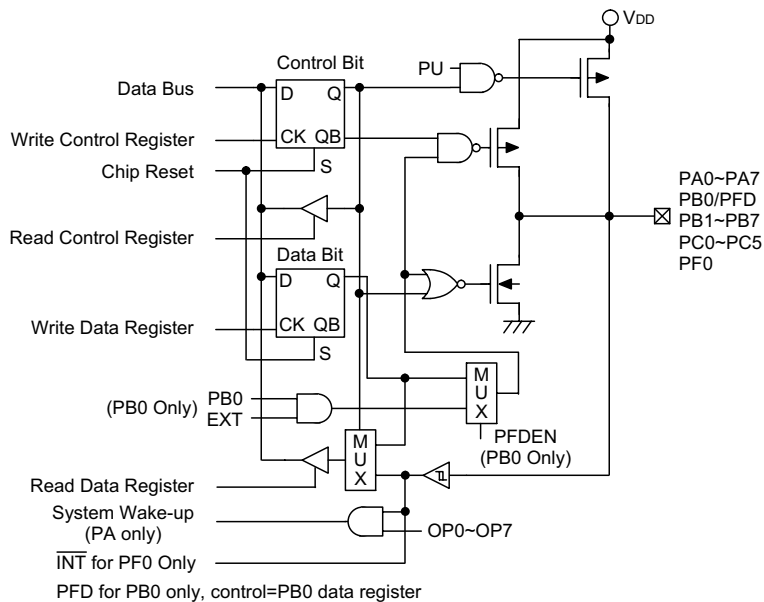 VDD
Control Bit
PU
Data Bus
D
Q
Write Control Register
CK
QB
Chip Reset
S
PA0~PA7
PB0/PFD
PB1~PB7
PC0~PC5
PF0
Read Control Register
Data Bit
D
Q
Write Data Register
CK
QB
S
MUX
(PB0 Only)
PB0
EXT
MUX
PFDEN
(PB0 Only)
Read Data Register
System Wake-up
(PA only)
OP0~OP7
INT for PF0 Only
PFD for PB0 only, control=PB0 data register